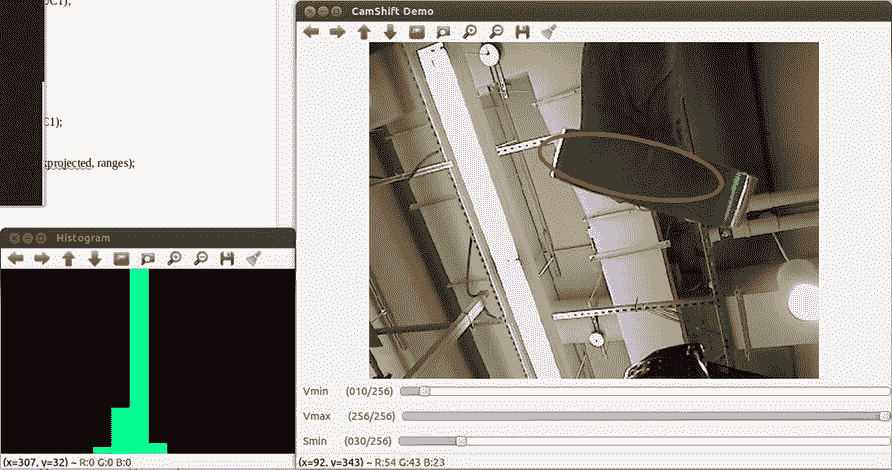 C1);
CamShift Demo
C1);
kprojected, ranges);
Histogram
Vmin (010/256)
Vmax (256/256)
Smin (030/256)
(x=307, y=32) ~ R:0 G:0 B:0
(x=92, y=343) ~ R:54 G:43 B:23